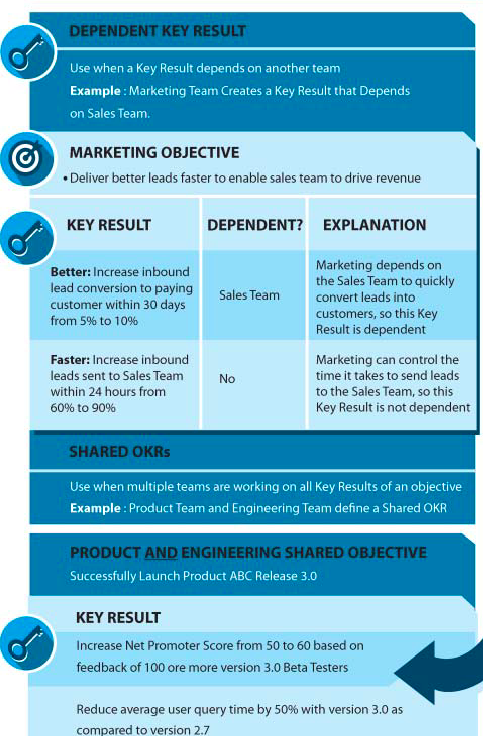 DEPENDENT KEY RESULT
Use when a Key Result depends on another team
Example : Marketing Team Creates a Key Result that Depends
on Sales Team.
MARKETING OBJECTIVE
• Deliver better leads faster to enable sales team to drive revenue
KEY RESULT
DEPENDENT?
EXPLANATION
Better: Increase inbound
lead conversion to paying
customer within 30 days
from 5% to 10%
Sales Team
Marketing depends on
the Sales Team to quickly
convert leads into
customers, so this Key
Result is dependent
Faster: Increase inbound
leads sent to Sales Team
within 24 hours from
60% to 90%
No
Marketing can control the
time it takes to send leads
to the Sales Team, so this
Key Result is not dependent
SHARED OKRs
Use when multiple teams are working on all Key Results of an objective
Example : Product Team and Engineering Team define a Shared OKR
PRODUCT AND ENGINEERING SHARED OBJECTIVE
Successfully Launch Product ABC Release 3.0
KEY RESULT
Increase Net Promoter Score from 50 to 60 based on
feedback of 100 ore more version 3.0 Beta Testers
Reduce average user query time by 50% with version 3.0 as
compared to version 2.7